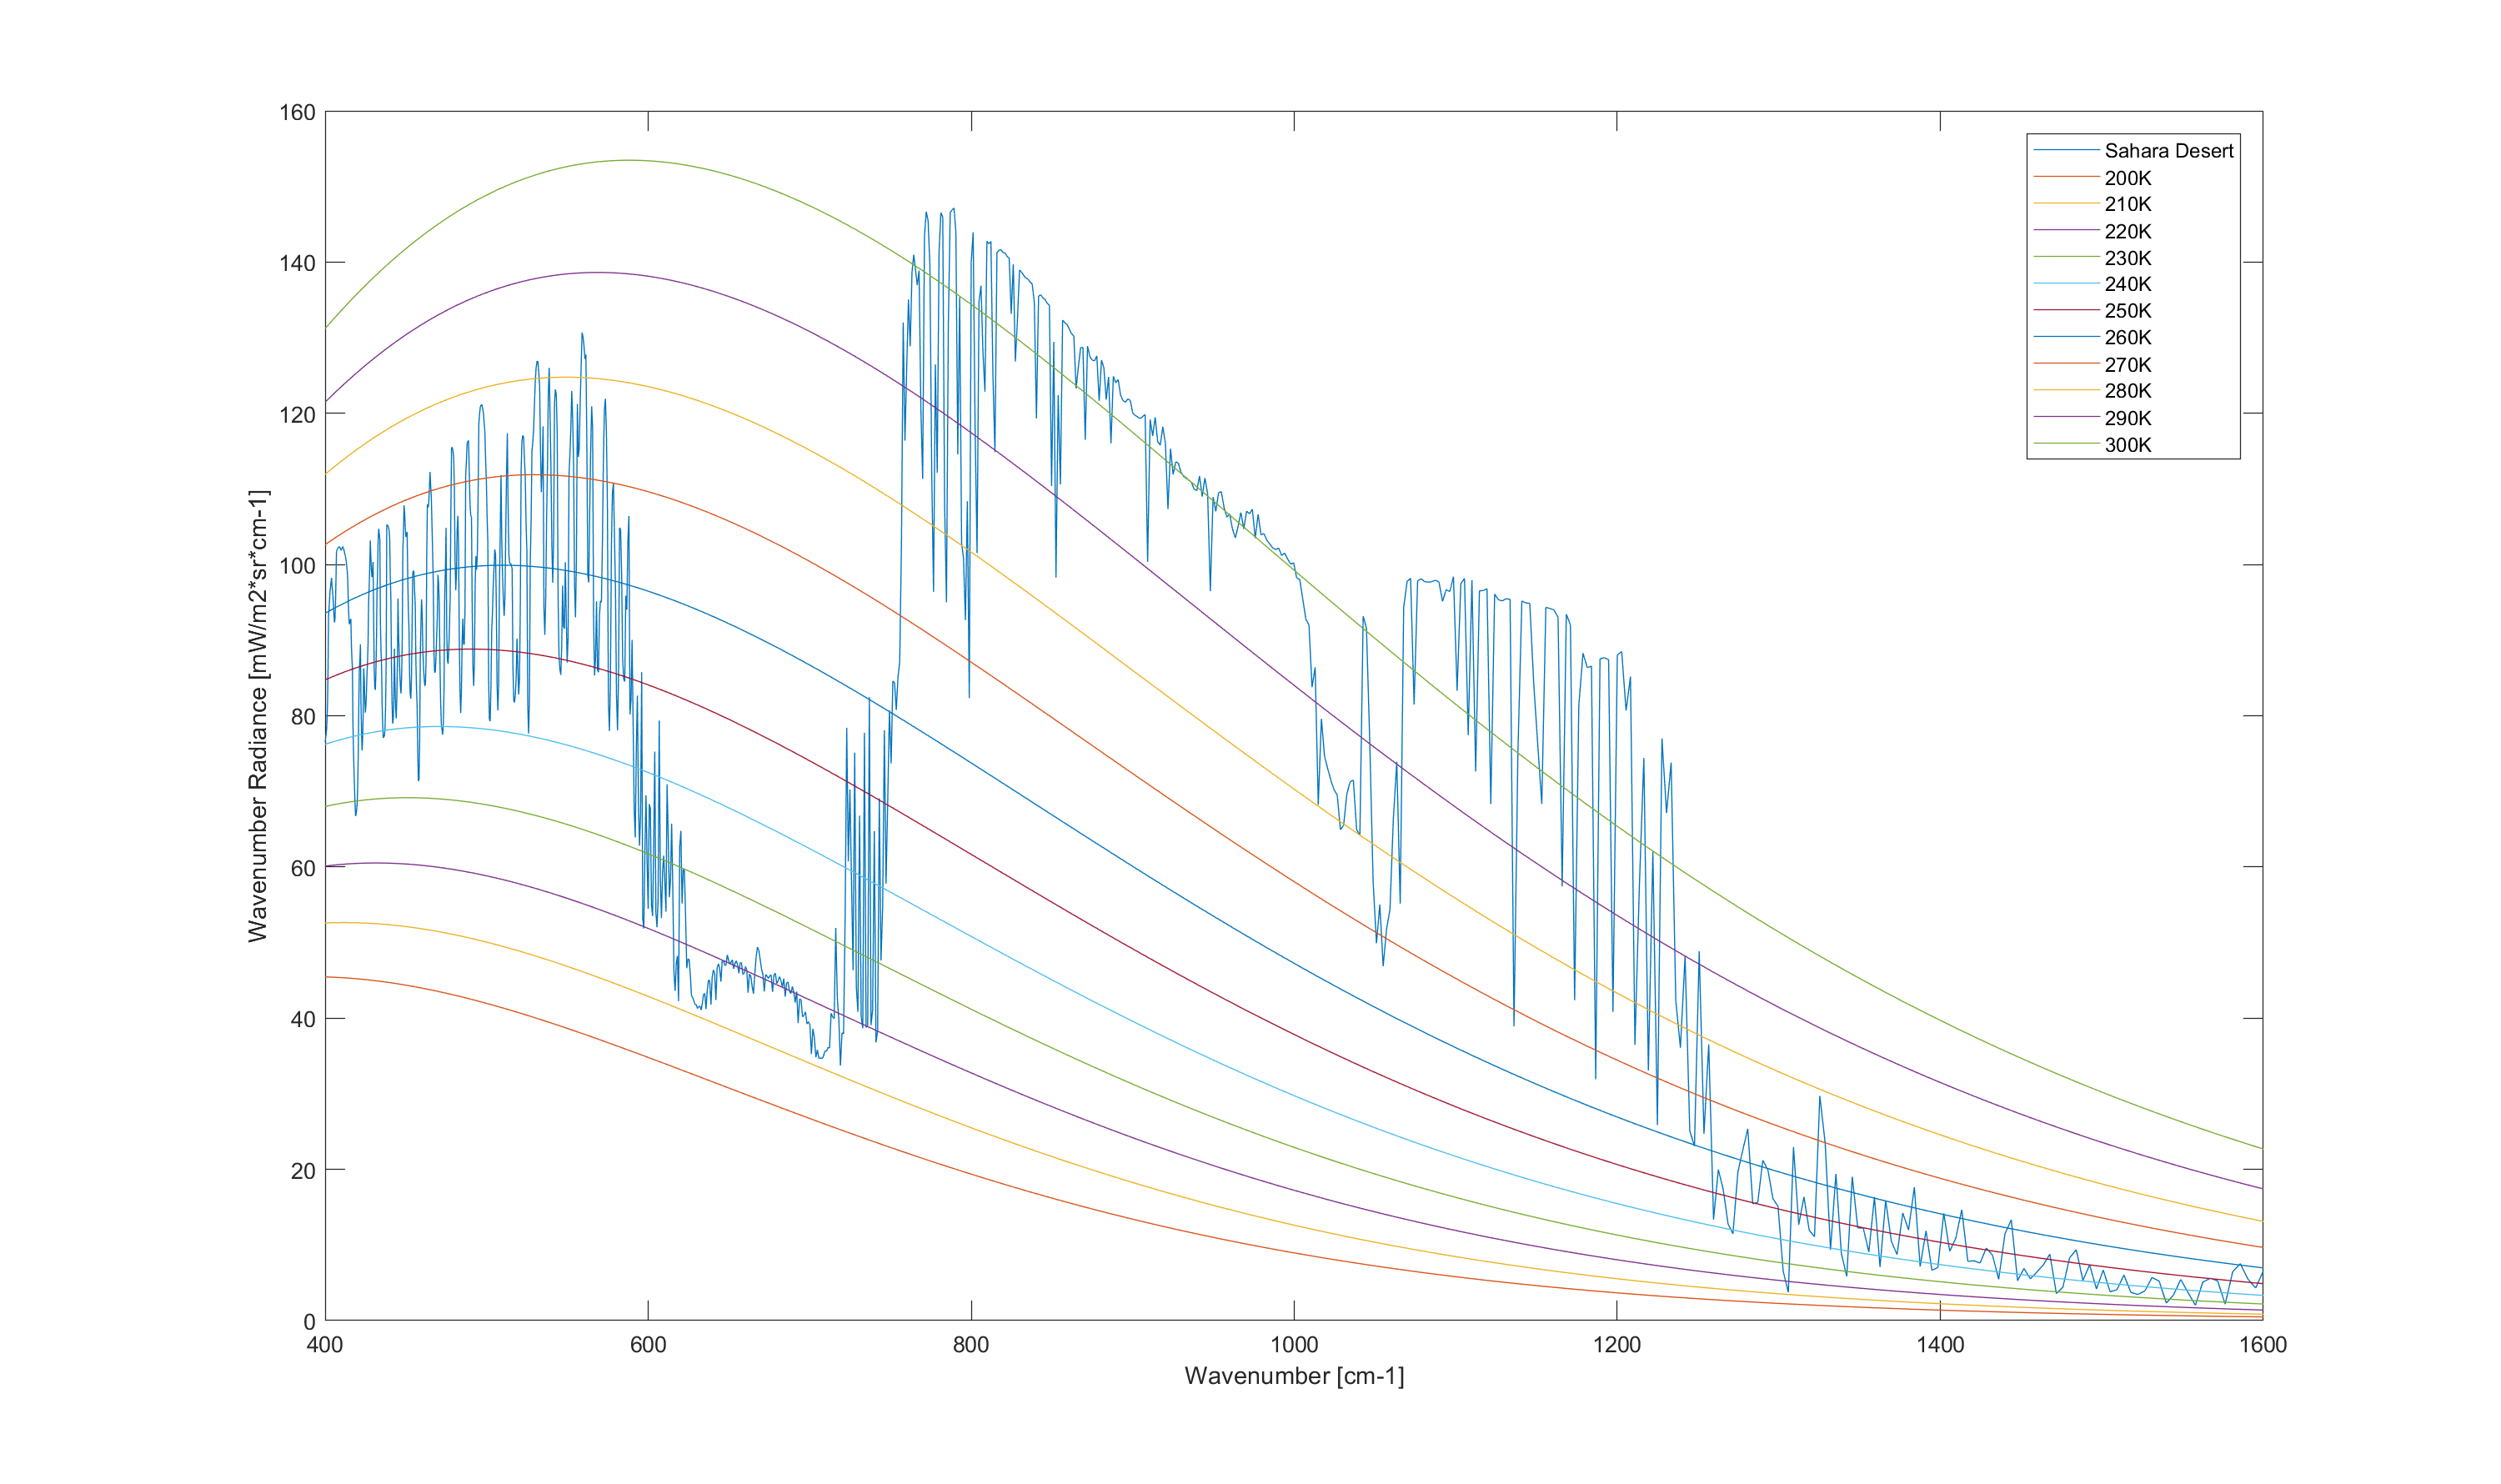 160
140
120
100
80
60
40
20
0
Wavenumber Radiance [mW/m2*sr*cm-1]
400 600 800 1000 1200 1400 1600
Wavenumber [cm-1]
Sahara Desert
200K
210K
220K
230K
240K
250K
260K
270K
280K
290K
300K